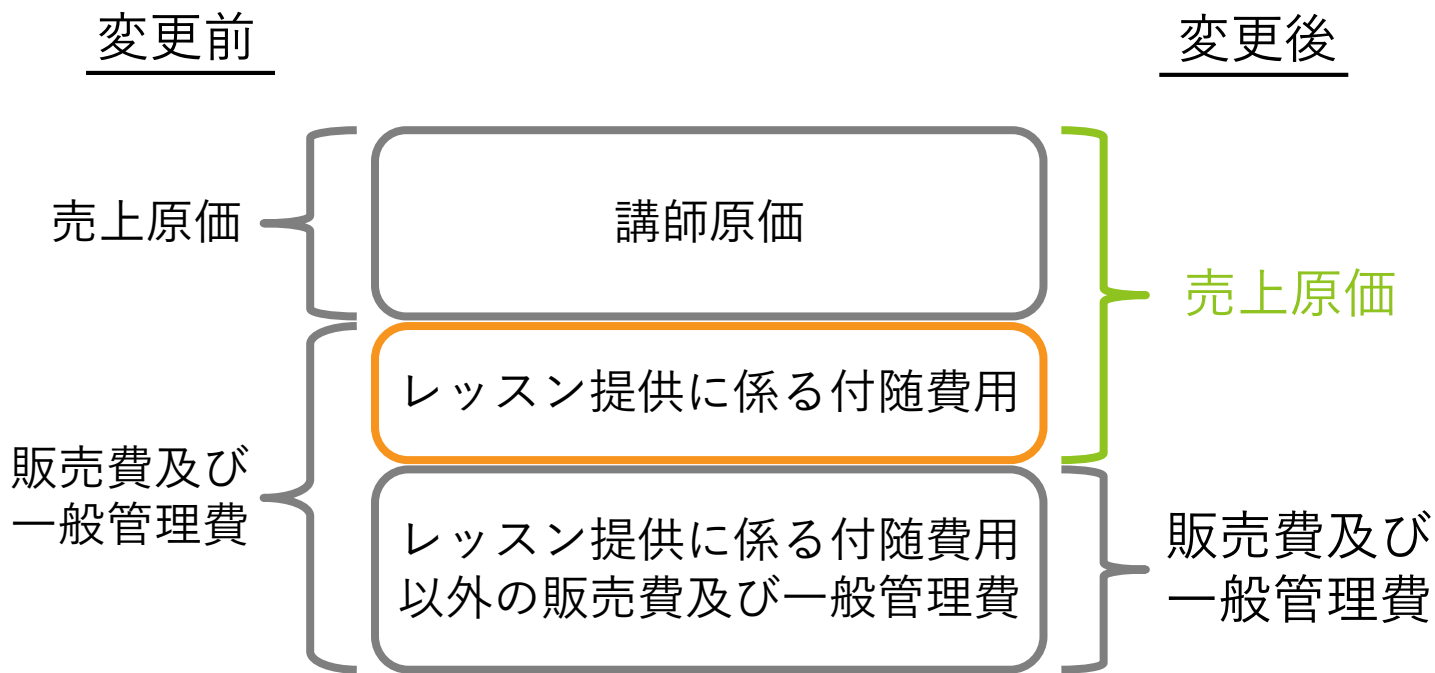 変更前
変更後
売上原価
講師原価
売上原価
レッスン提供に係る付随費用
販売費及び
一般管理費
レッスン提供に係る付随費用
以外の販売費及び一般管理費
販売費及び
一般管理費